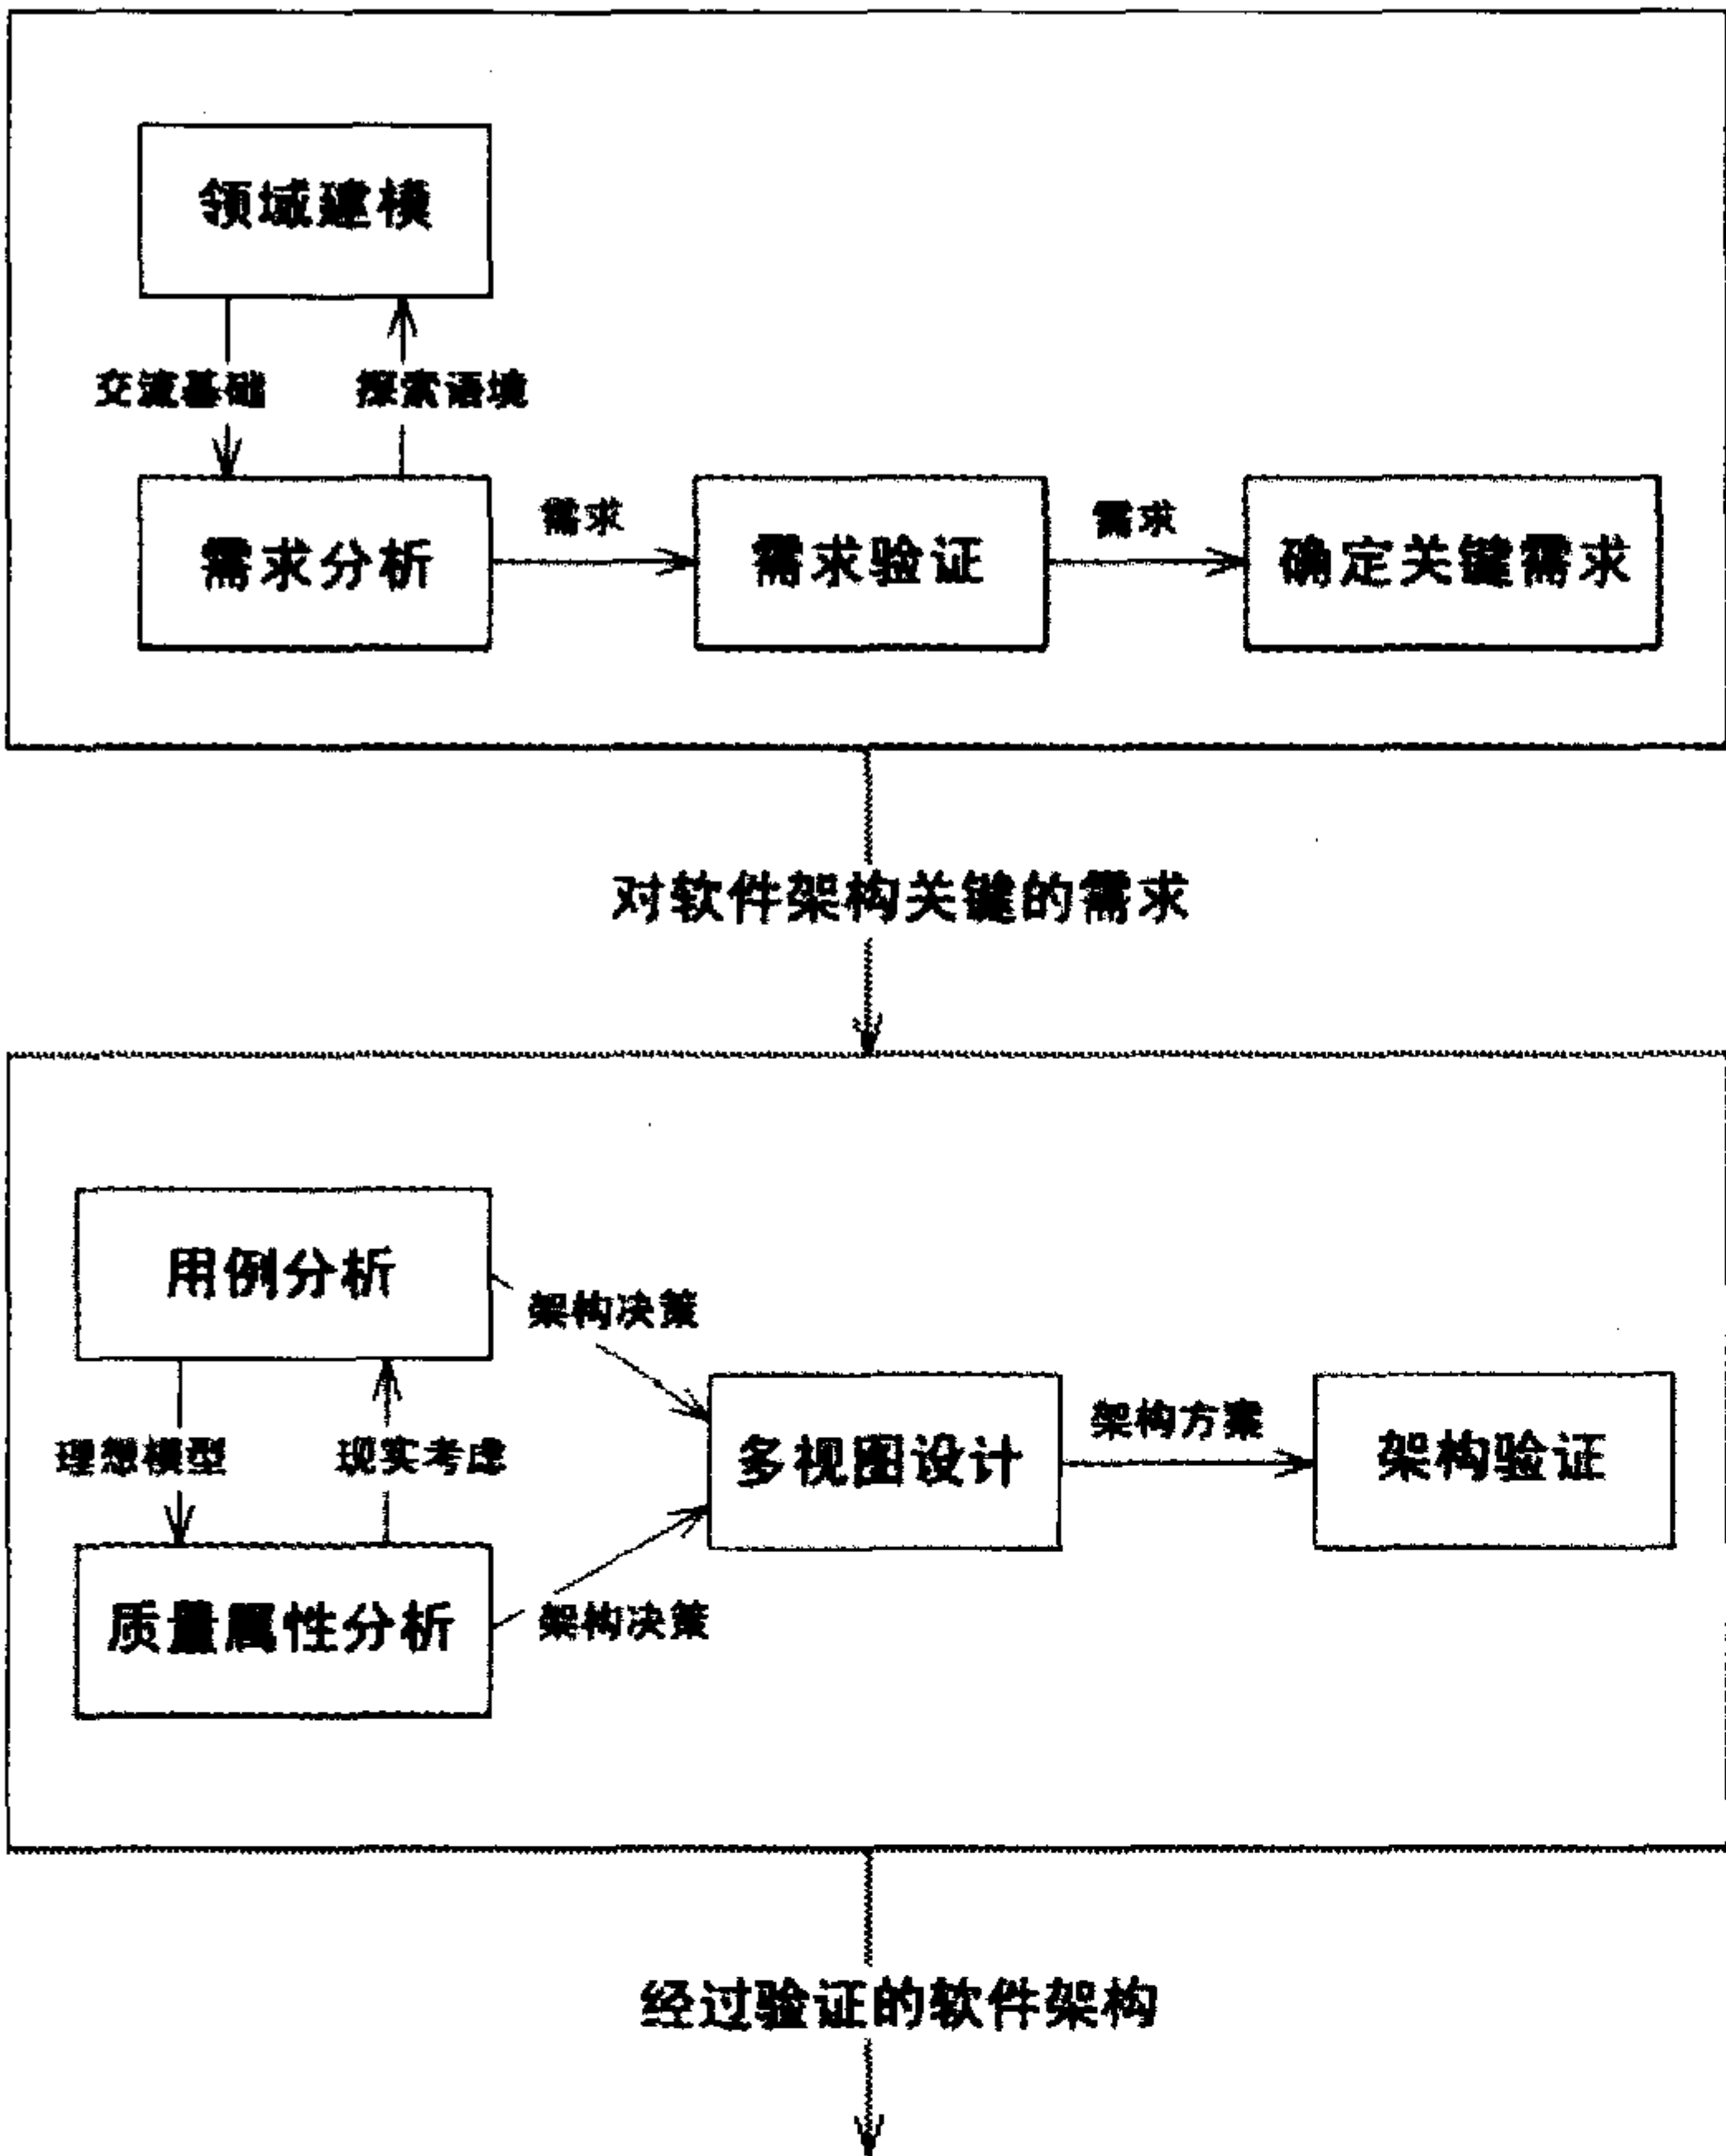 领域建模
交流基础
探索语境
需求分析
需求
需求验证
需求
确定关键需求
对软件架构关键的需求
用例分析
架构决策
理想模型
现实考虑
多视图设计
架构方案
架构验证
质量属性分析
架构决策
经过验证的软件架构